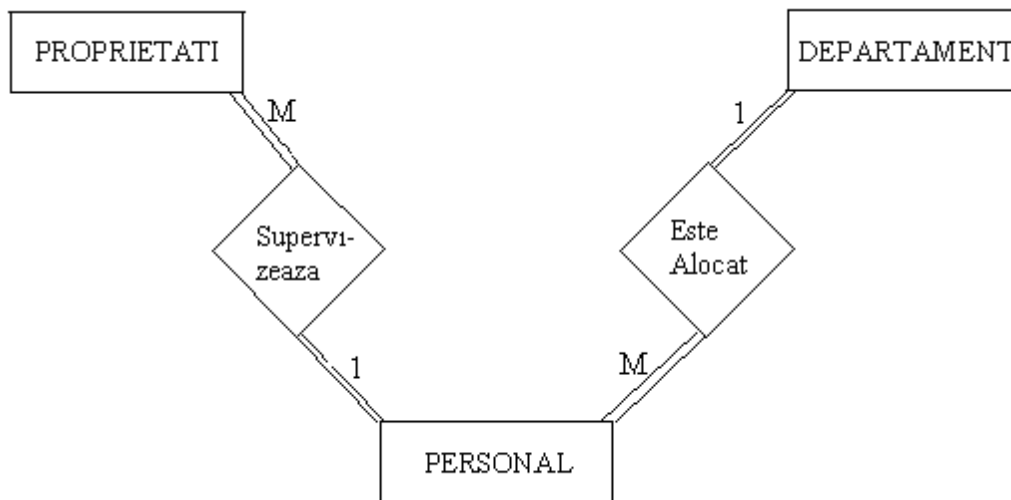 PROPRIETATI
DEPARTAMENT
M
1
Supervi-
zeaza
Este
Alocat
1
M
PERSONAL